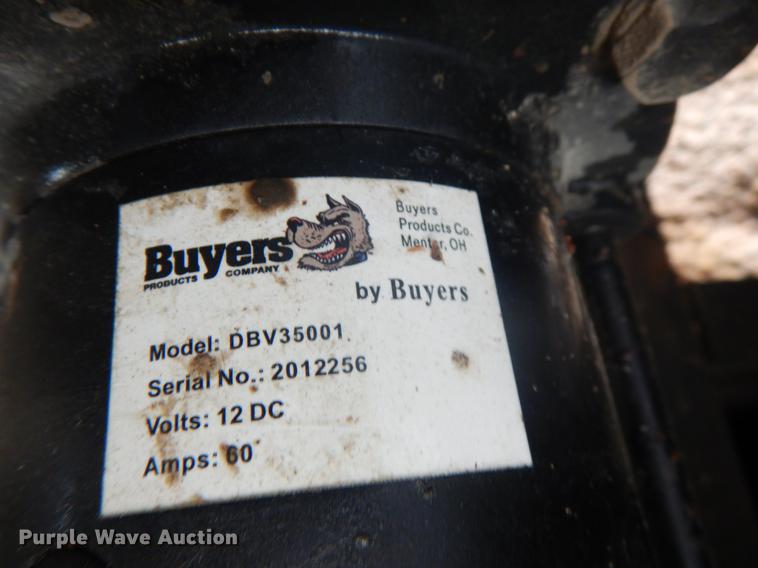 Buyers
PRODUCTS COMPANY
Buyers
Products Co.
Mentor, OH
by Buyers
Model: DBV35001
Serial No.: 2012256
Volts: 12 DC
Amps: 60
Purple Wave Auction